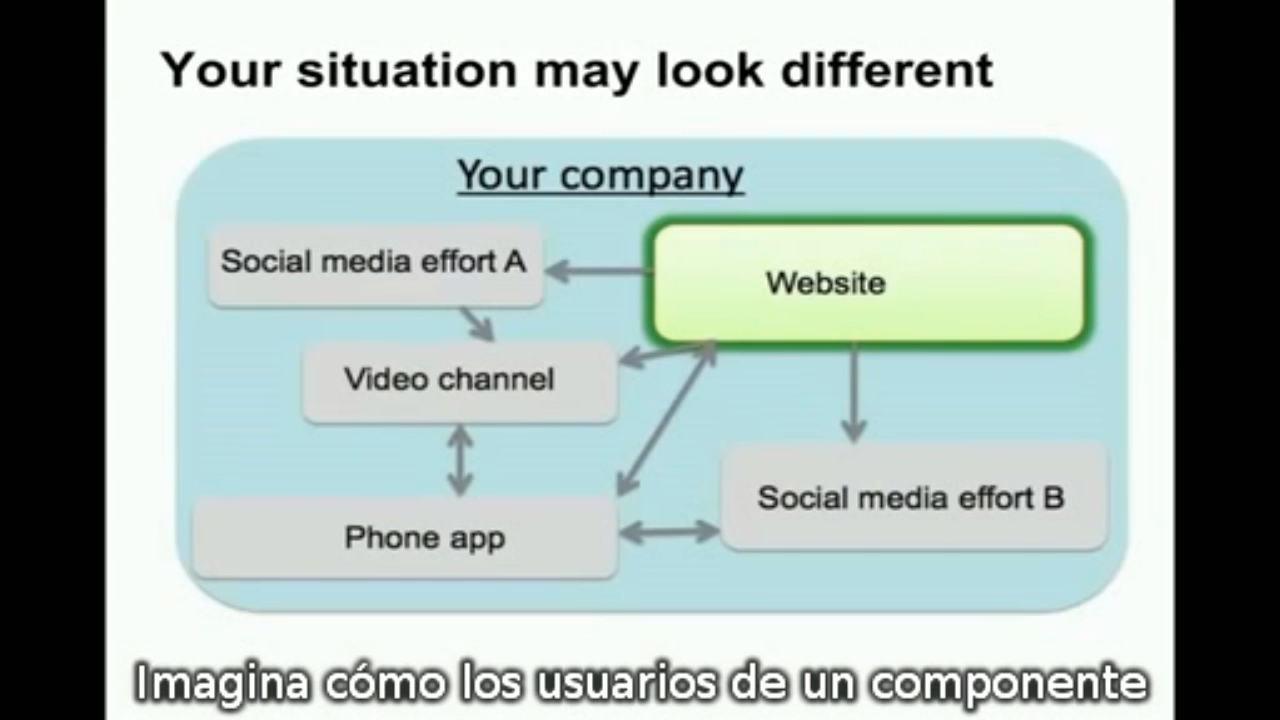 Your situation may look different
Your company
Social media effort A
Website
Video channel
Social media effort B
Phone app
Imagina cómo los usuarios de un componente